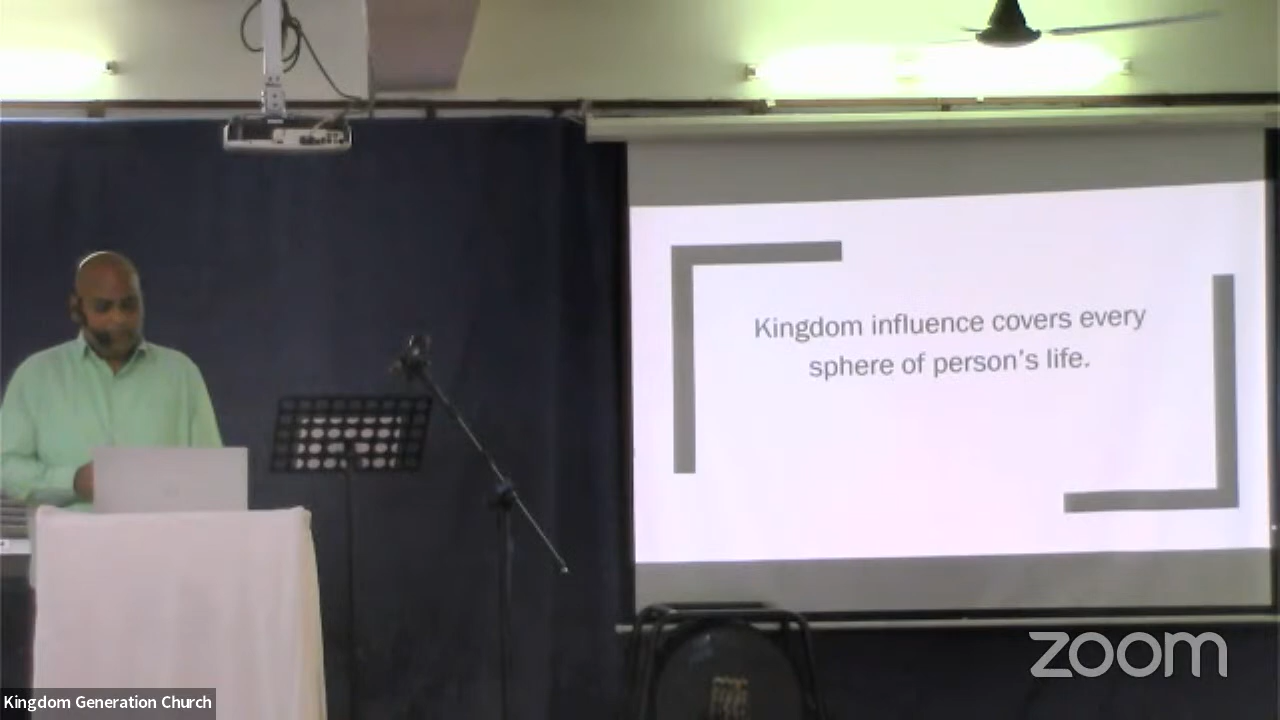 Kingdom influence covers every
sphere of person's life.
zoom
Kingdom Generation Church